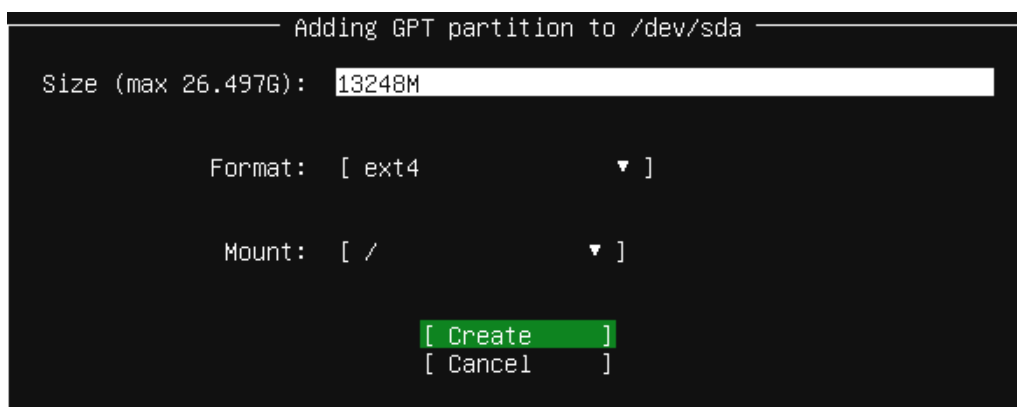 Adding GPT partition to /dev/sda
Size (max 26.497G): 13248M
Format: [ ext4 ▾ ]
Mount: [ / ▾ ]
[ Create ]
[ Cancel ]